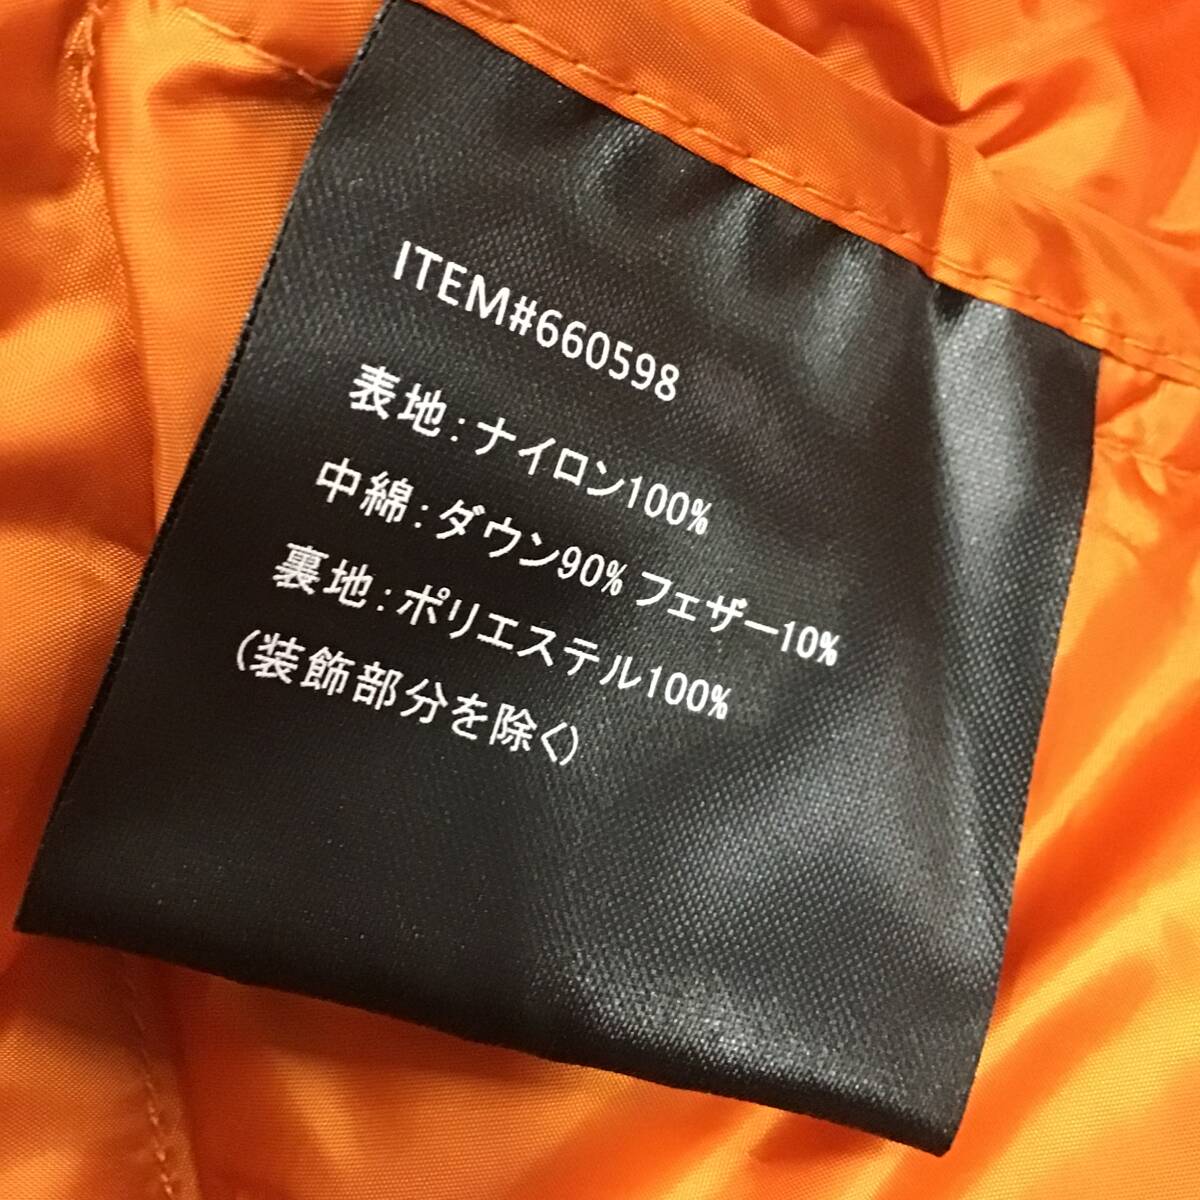 ITEM#660598
表地:ナイロン100%
中綿:ダウン90% フェザー10%
裏地:ポリエステル100%
(装飾部分を除く)